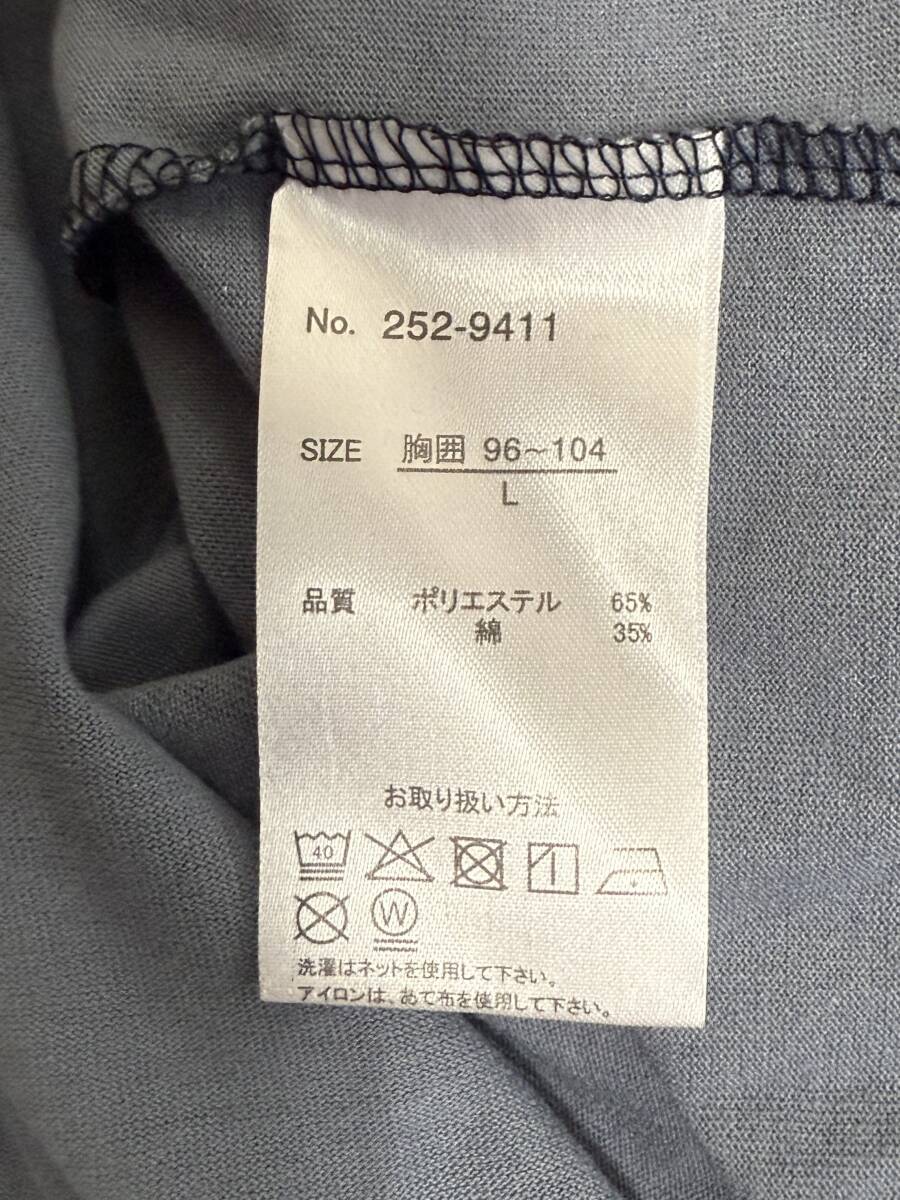 No. 252-9411
SIZE 胸囲 96~104
L
品質 ポリエステル 65%
綿 35%
お取り扱い方法
40
W
洗濯はネットを使用して下さい。
アイロンは、あて布を使用して下さい。